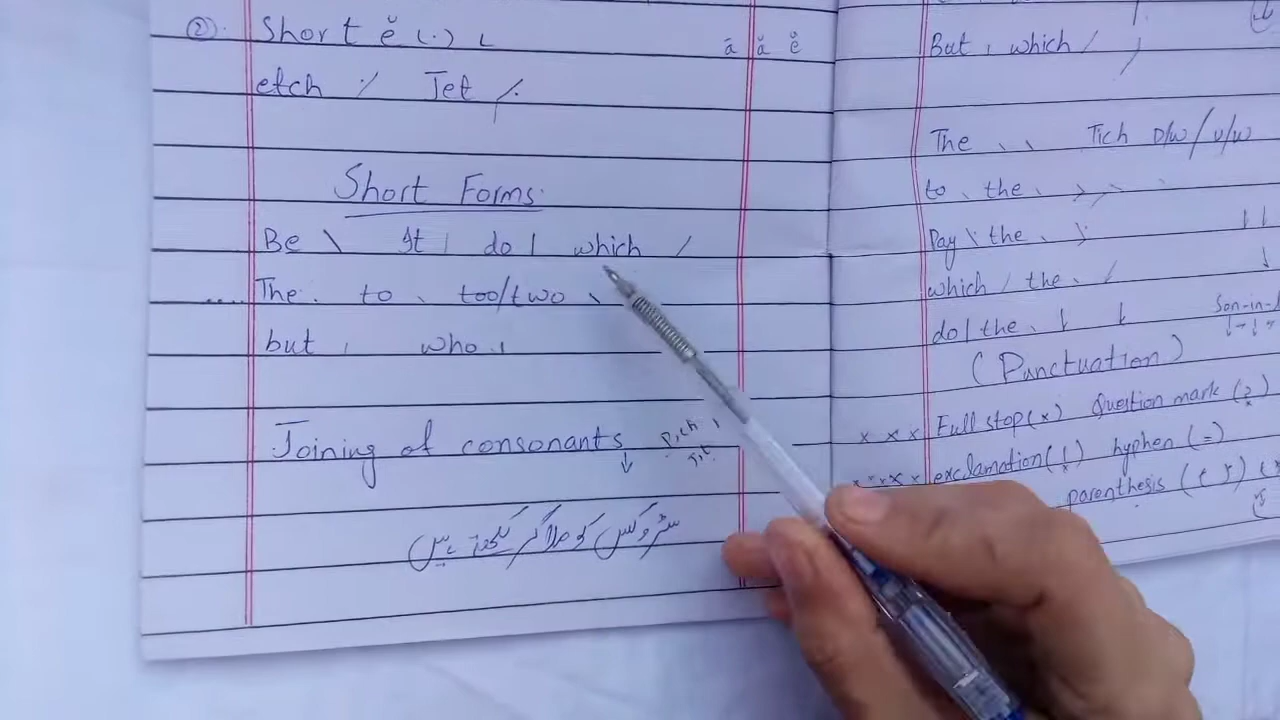 ② Short ĕ (.)
ā ă ĕ
etch Jet
Short Forms
Be \ It | do | which /
The . to \ too/two \
but who
Joining of consonants
P, ch
T, t
سٹروکس کو ملا کر لکھتے ہیں
But , which /
The \ \ Tich D/W / U/W
to \ the \
Pay \ the \
which / the \ /
do | the \
Son-in-
(Punctuation)
x x x Full stop (x) Question mark (?)
exclamation (!) hyphen (=)
parenthesis